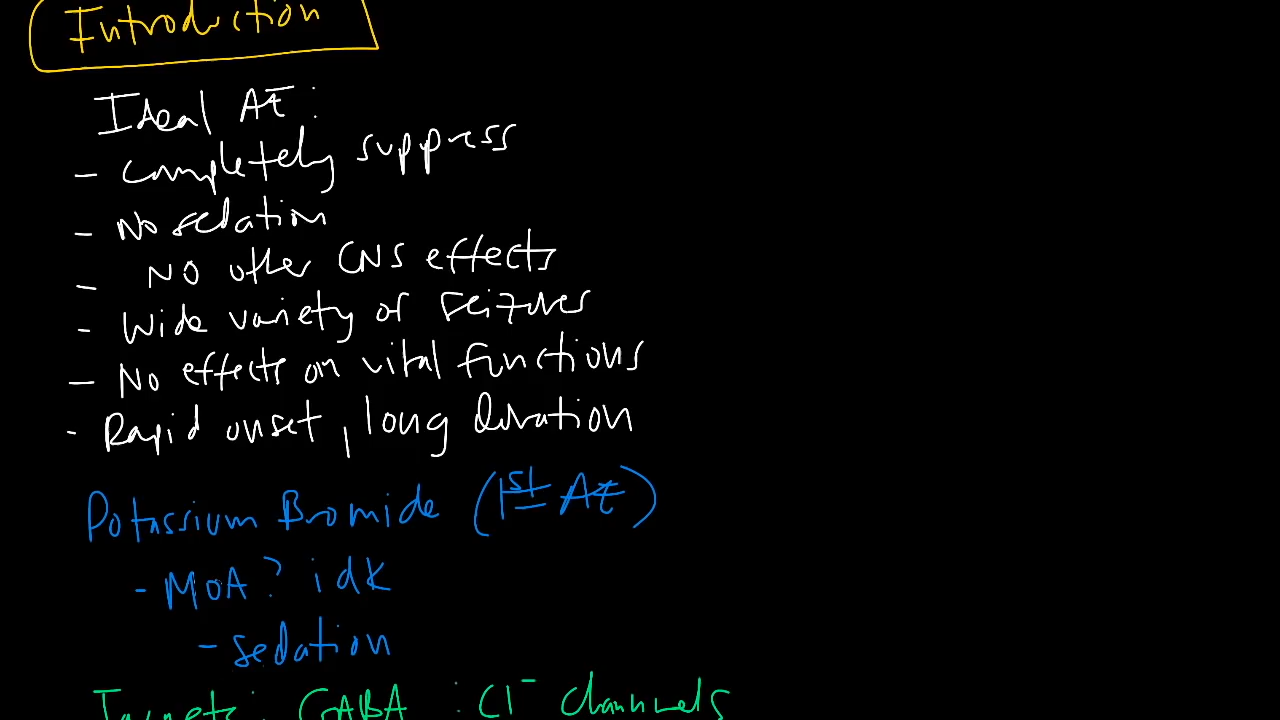 Introduction
Ideal AE:
- completely suppress
- No sedation
- No other CNS effects
- Wide variety of seizures
- No effects on vital functions
- Rapid onset, long duration
Potassium Bromide (1st AE)
- MOA? idk
- sedation
Targets: GABA : Cl⁻ channels